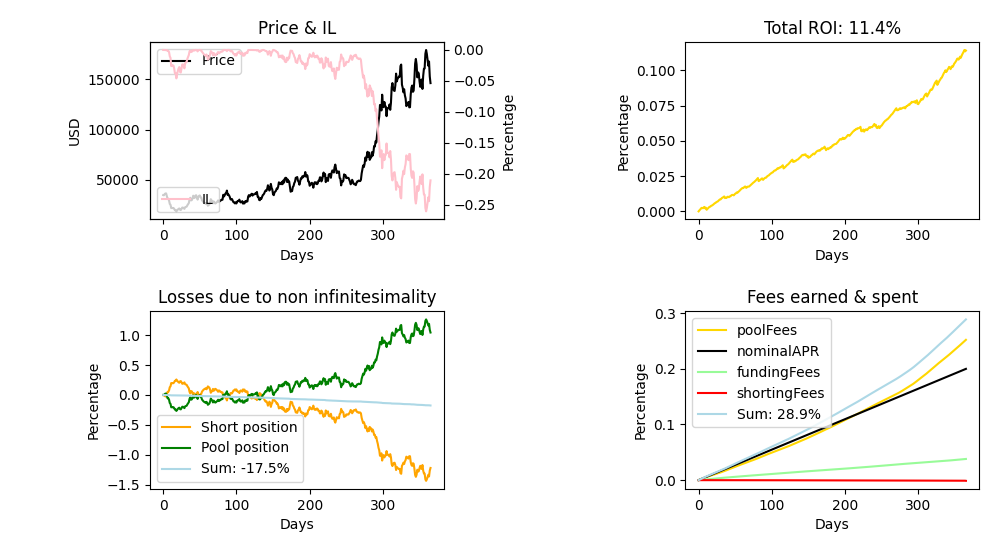 Price & IL
150000
100000
50000
USD
0.00
−0.05
−0.10
−0.15
−0.20
−0.25
Percentage
Price
IL
0 100 200 300
Days
Total ROI: 11.4%
0.100
0.075
0.050
0.025
0.000
Percentage
0 100 200 300
Days
Losses due to non infinitesimality
1.0
0.5
0.0
−0.5
−1.0
−1.5
Percentage
Short position
Pool position
Sum: -17.5%
0 100 200 300
Days
Fees earned & spent
0.3
0.2
0.1
0.0
Percentage
poolFees
nominalAPR
fundingFees
shortingFees
Sum: 28.9%
0 100 200 300
Days